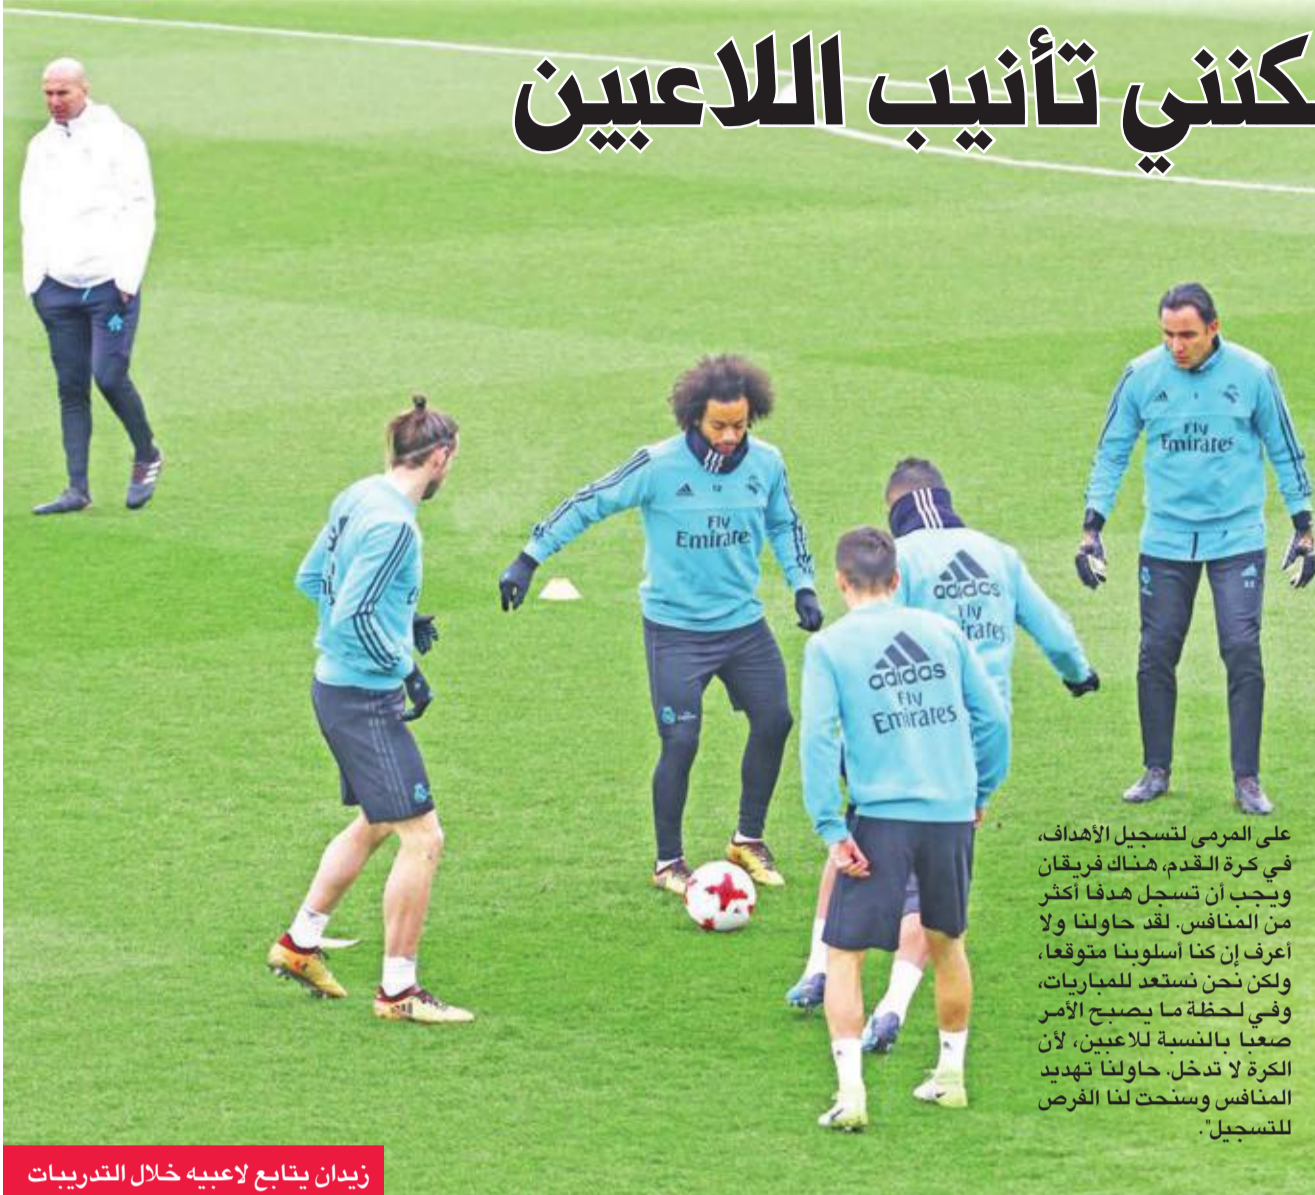 كنني تأنيب اللاعبين
Fly
Emirates
Fly
Emirates
adidas
Fly
adidas
Fly
Emirates
على المرمى لتسجيل الأهداف،
في كرة القدم، هناك فريقان
ويجب أن تسجل هدفا أكثر
من المنافس. لقد حاولنا ولا
أعرف إن كنا أسلوبنا متوقعا،
ولكن نحن نستعد للمباريات،
وفي لحظة ما يصبح الأمر
صعبا بالنسبة للاعبين، لأن
الكرة لا تدخل. حاولنا تهديد
المنافس وسنحت لنا الفرص
للتسجيل".
زيدان يتابع لاعبيه خلال التدريبات